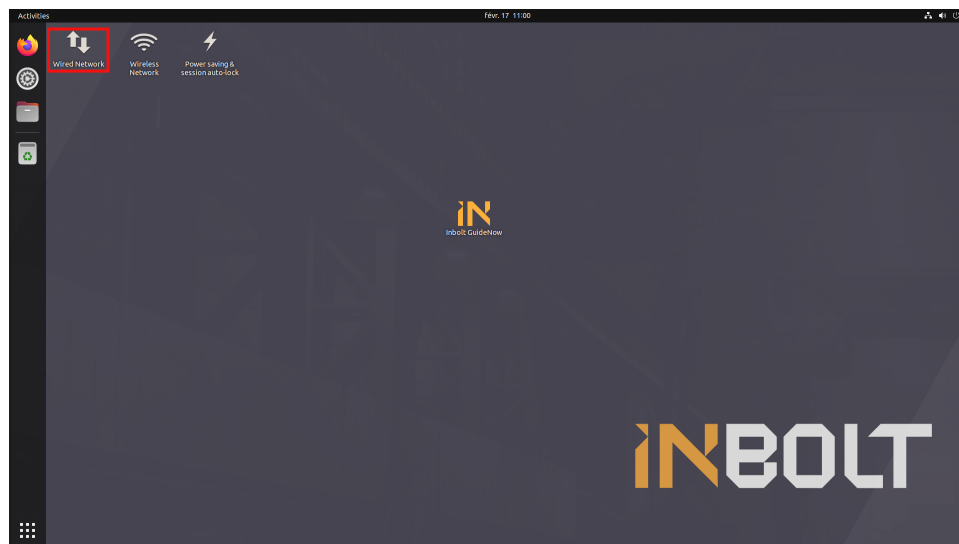 Activities
févr. 17 11:00
Wired Network
Wireless
Network
Power saving &
session auto-lock
iN
Inbolt GuideNow
iNBOLT